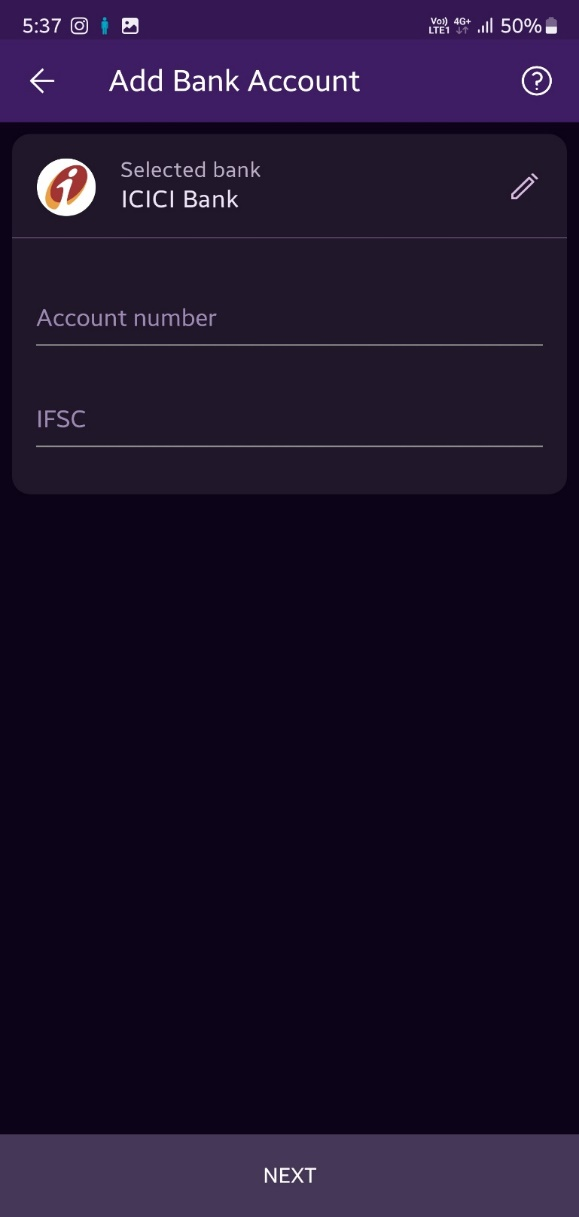 5:37 Vo)) LTE1 4G+ 50%
Add Bank Account
Selected bank
ICICI Bank
Account number
IFSC
NEXT